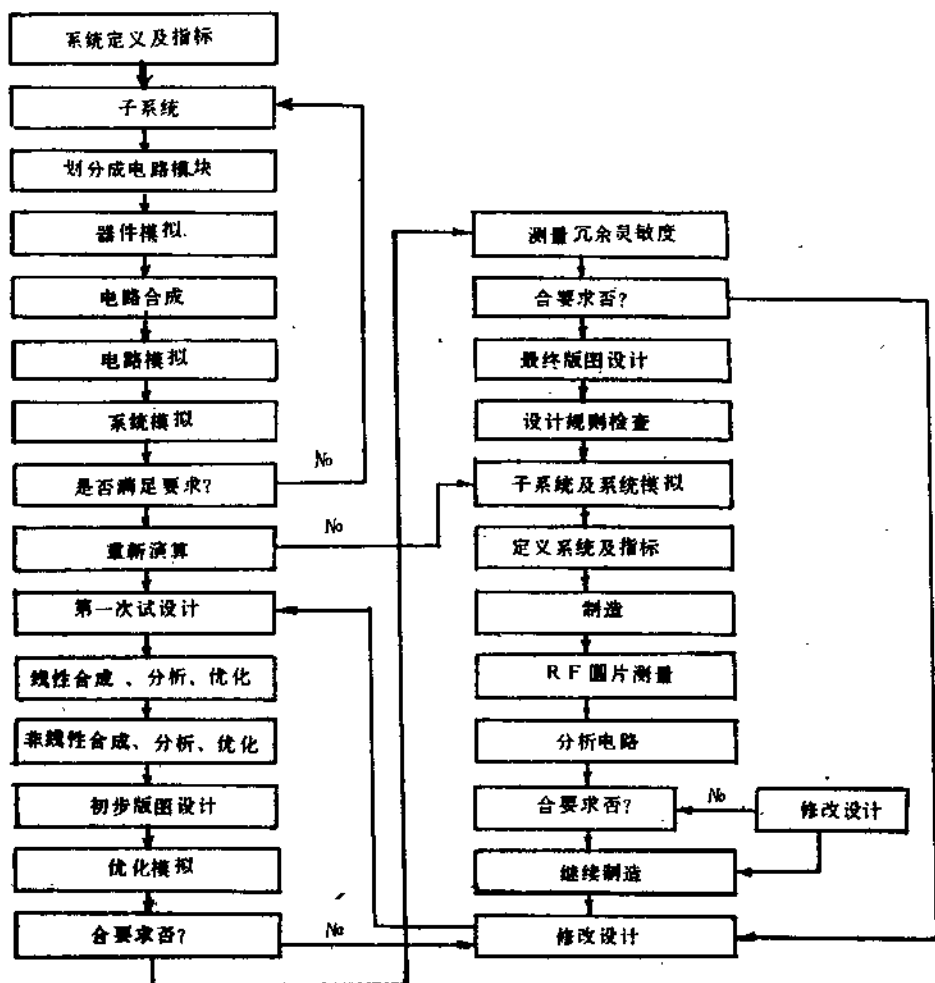 系统定义及指标
子系统
划分成电路模块
器件模拟
电路合成
电路模拟
系统模拟
是否满足要求?
No
重新演算
No
第一次试设计
线性合成、分析、优化
非线性合成、分析、优化
初步版图设计
优化模拟
合要求否?
No
测量冗余灵敏度
合要求否?
最终版图设计
设计规则检查
子系统及系统模拟
定义系统及指标
制造
RF圆片测量
分析电路
合要求否?
No
修改设计
继续制造
修改设计